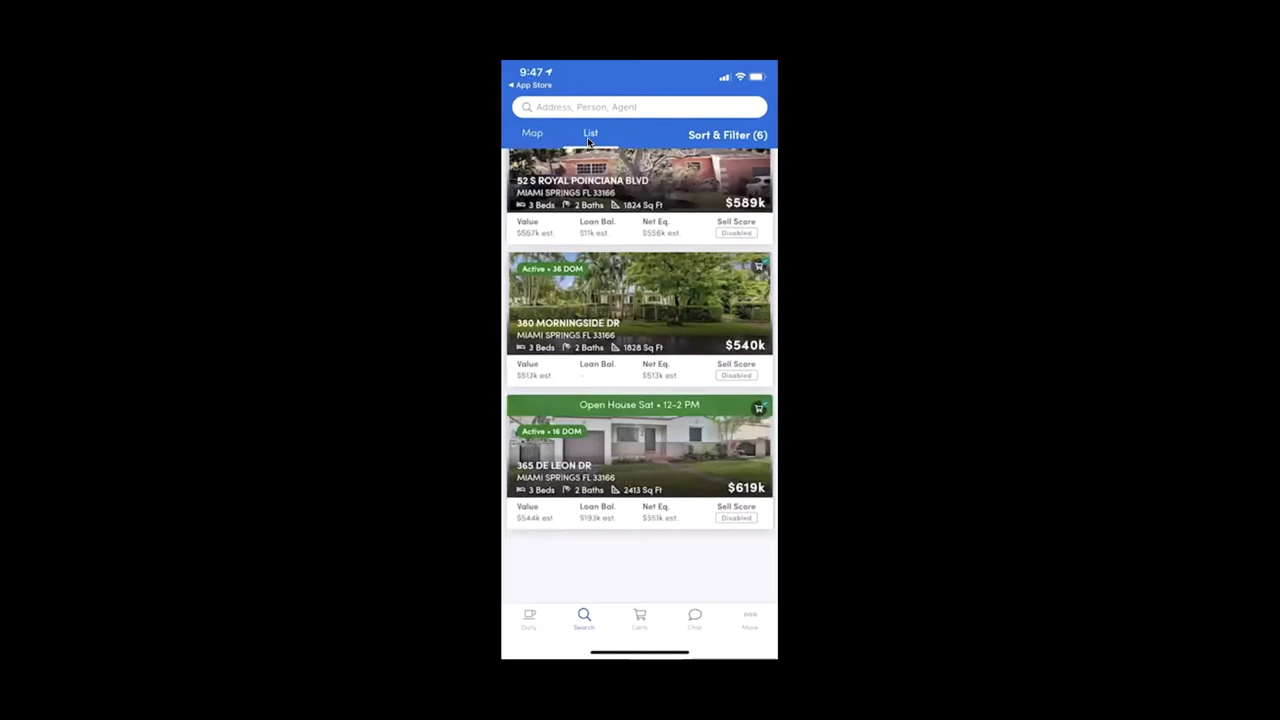 9:47
App Store
Address, Person, Agent
Map List Sort & Filter (6)
52 S ROYAL POINCIANA BLVD
MIAMI SPRINGS FL 33166
3 Beds 2 Baths 1824 Sq Ft $589k
Value Loan Bal. Net Eq. Sell Score
$567k est. $11k est. $556k est. Disabled
Active • 36 DOM
380 MORNINGSIDE DR
MIAMI SPRINGS FL 33166
3 Beds 2 Baths 1828 Sq Ft $540k
Value Loan Bal. Net Eq. Sell Score
$513k est. - $513k est. Disabled
Open House Sat • 12-2 PM
Active • 16 DOM
365 DE LEON DR
MIAMI SPRINGS FL 33166
3 Beds 2 Baths 2413 Sq Ft $619k
Value Loan Bal. Net Eq. Sell Score
$544k est. $193k est. $351k est. Disabled
Daily Search Carts Chat More